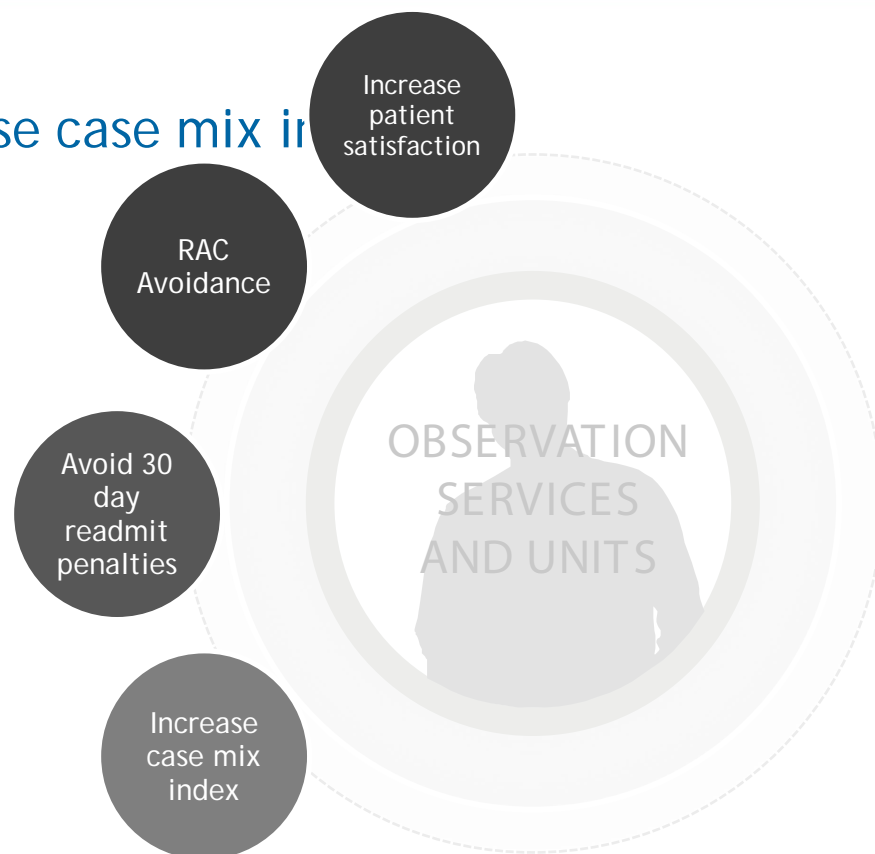 Increase
patient
satisfaction
se case mix i
RAC
Avoidance
OBSERVATION
SERVICES
AND UNITS
Avoid 30
day
readmit
penalties
Increase
case mix
index